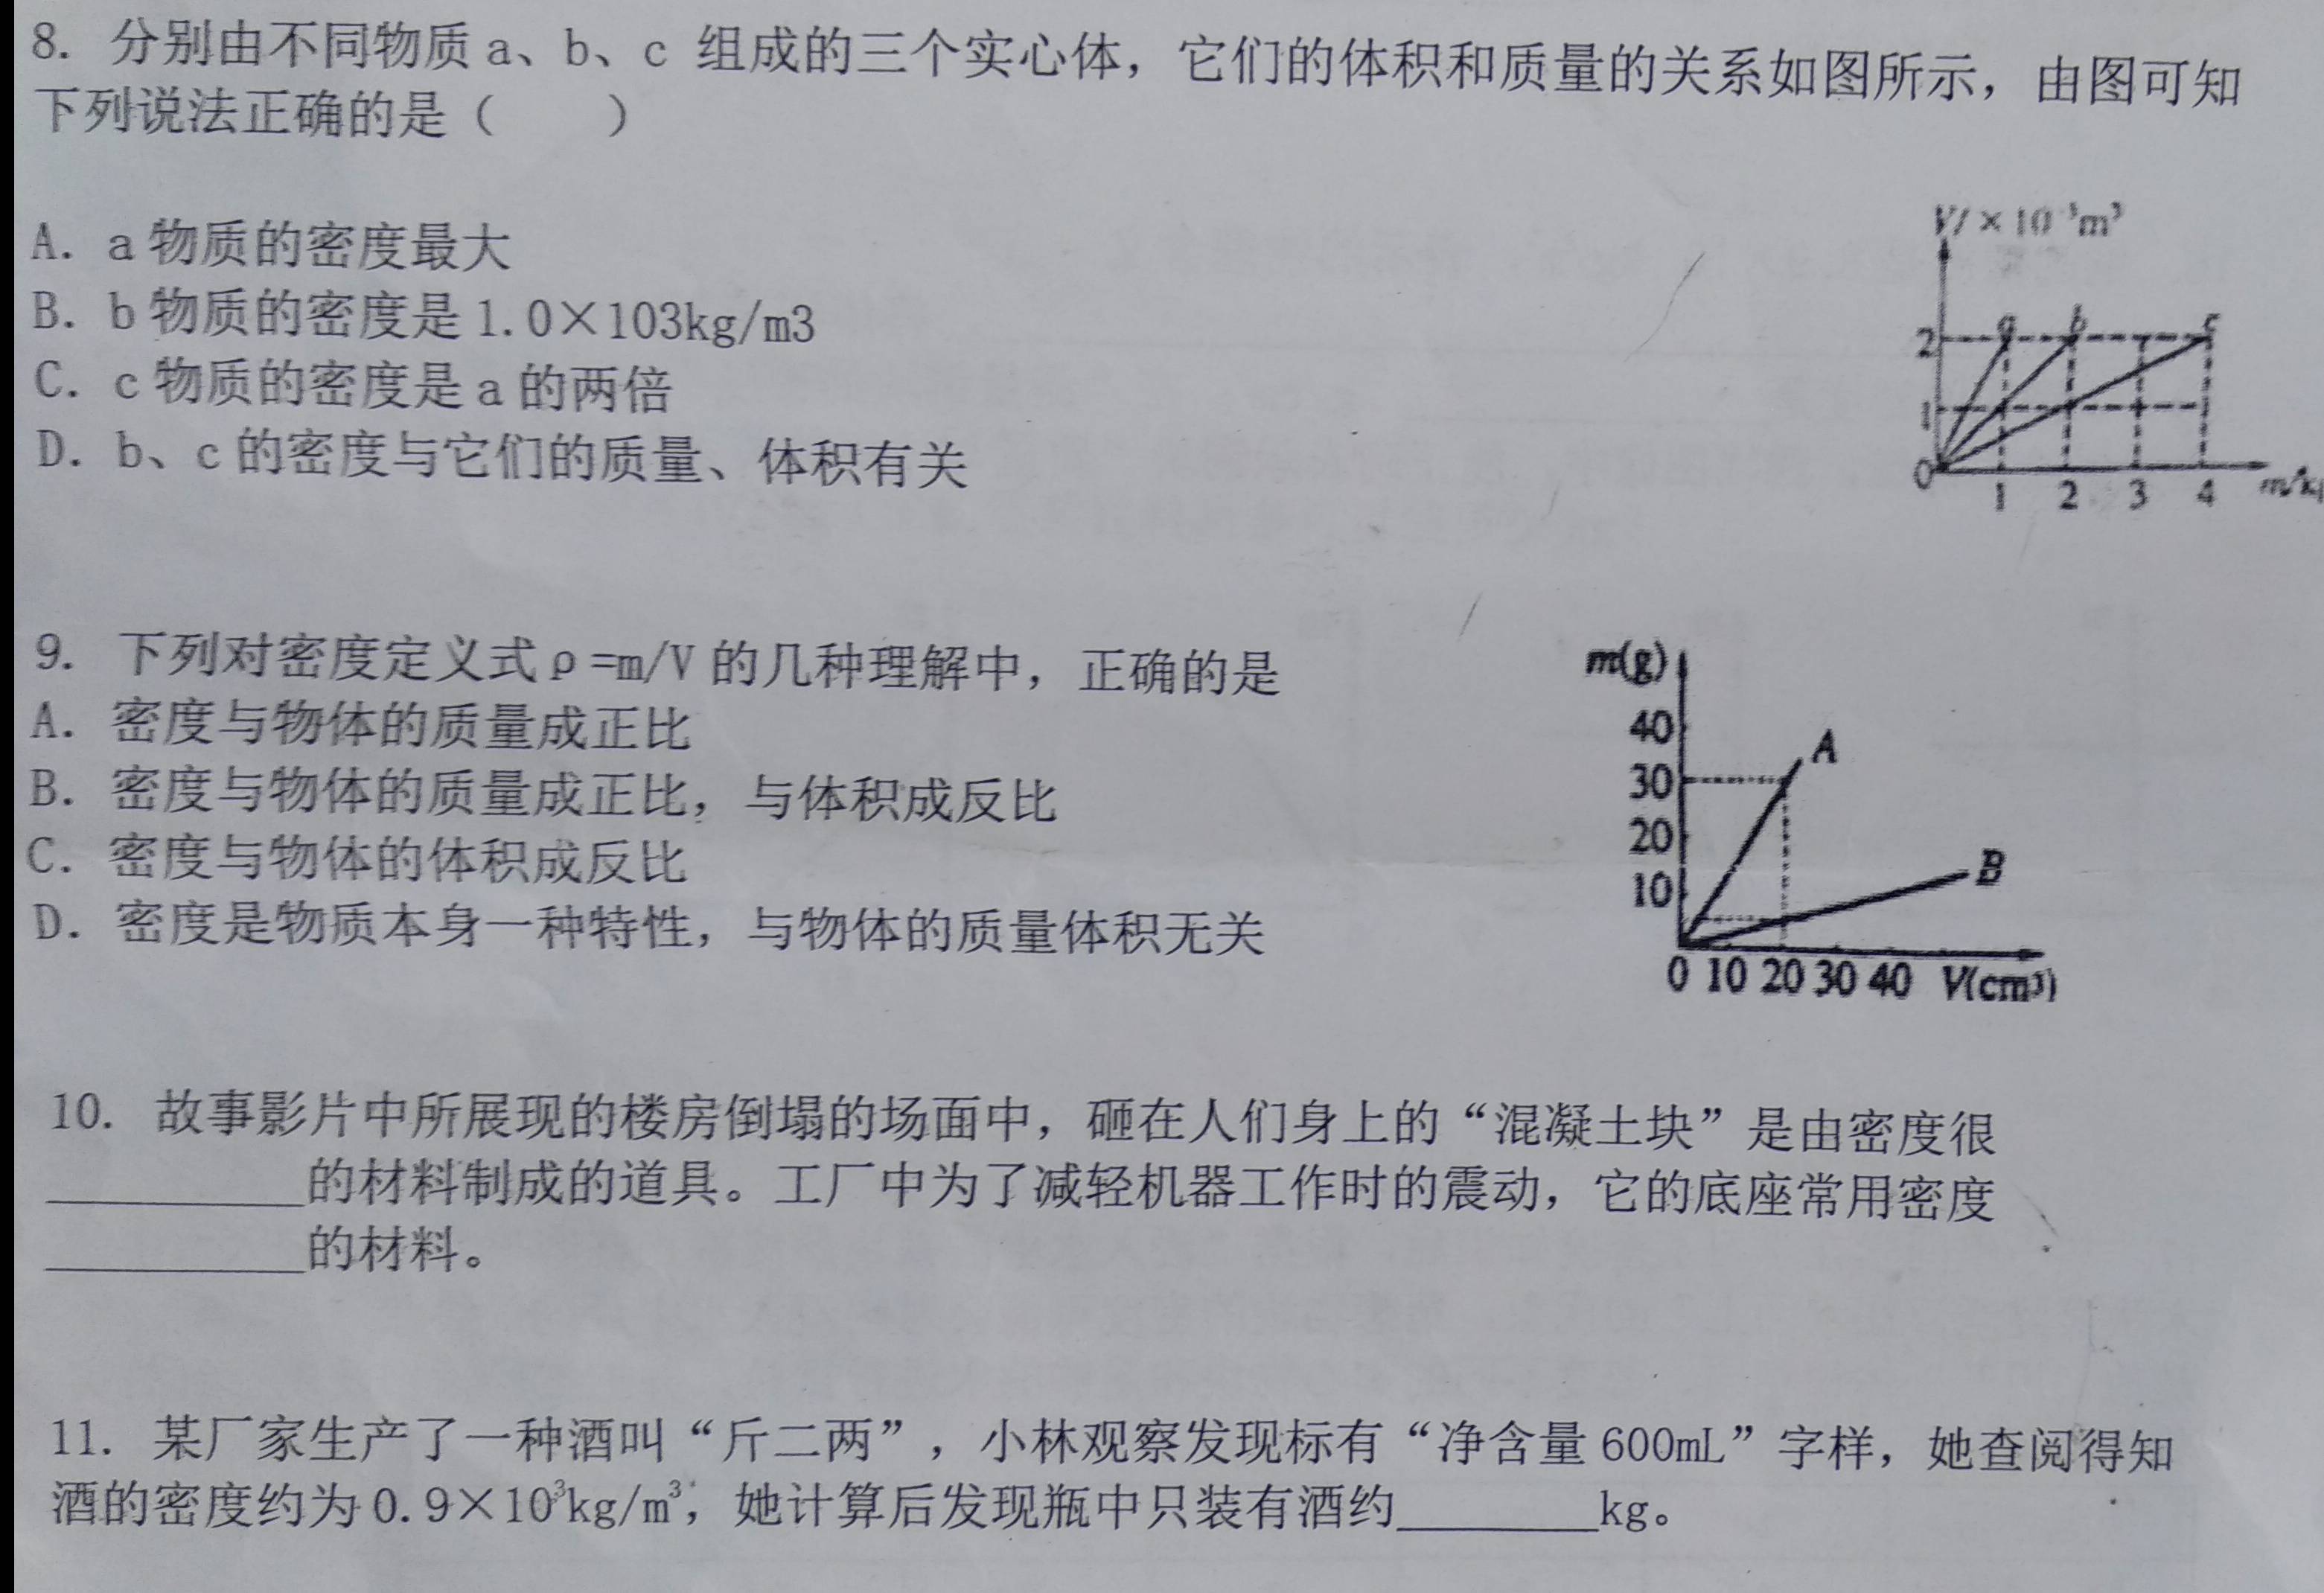 8. 分别由不同物质 a、b、c 组成的三个实心体，它们的体积和质量的关系如图所示，由图可知
下列说法正确的是（    ）
A. a 物质的密度最大
B. b 物质的密度是 1.0×103kg/m3
C. c 物质的密度是 a 的两倍
D. b、c 的密度与它们的质量、体积有关
V/×10⁻³m³
a b c
2
1
0 1 2 3 4
9. 下列对密度定义式ρ=m/V 的几种理解中，正确的是
A. 密度与物体的质量成正比
B. 密度与物体的质量成正比，与体积成反比
C. 密度与物体的体积成反比
D. 密度是物质本身一种特性，与物体的质量体积无关
m(g)
40
A
30
20
B
10
0 10 20 30 40 V(cm³)
10. 故事影片中所展现的楼房倒塌的场面中，砸在人们身上的“混凝土块”是由密度很
__________的材料制成的道具。工厂中为了减轻机器工作时的震动，它的底座常用密度
__________的材料。
11. 某厂家生产了一种酒叫“斤二两”，小林观察发现标有“净含量 600mL”字样，她查阅得知
酒的密度约为 0.9×10³kg/m³，她计算后发现瓶中只装有酒约________kg。